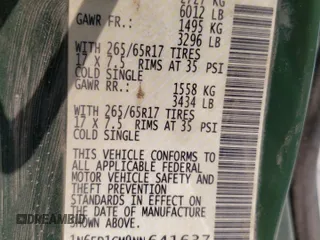 6012 LB
GAWR FR.: 1495 KG
3296 LB
WITH 265/65R17 TIRES
17 X 7.5 RIMS AT 35 PSI
COLD SINGLE
GAWR RR.: 1558 KG
3434 LB
WITH 265/65R17 TIRES
17 X 7.5 RIMS AT 35 PSI
COLD SINGLE
THIS VEHICLE CONFORMS TO
ALL APPLICABLE FEDERAL
MOTOR VEHICLE SAFETY AND
THEFT PREVENTION
STANDARDS IN EFFECT ON
THE DATE OF MANUFACTURE
SHOWN ABOVE.
DREAMBID